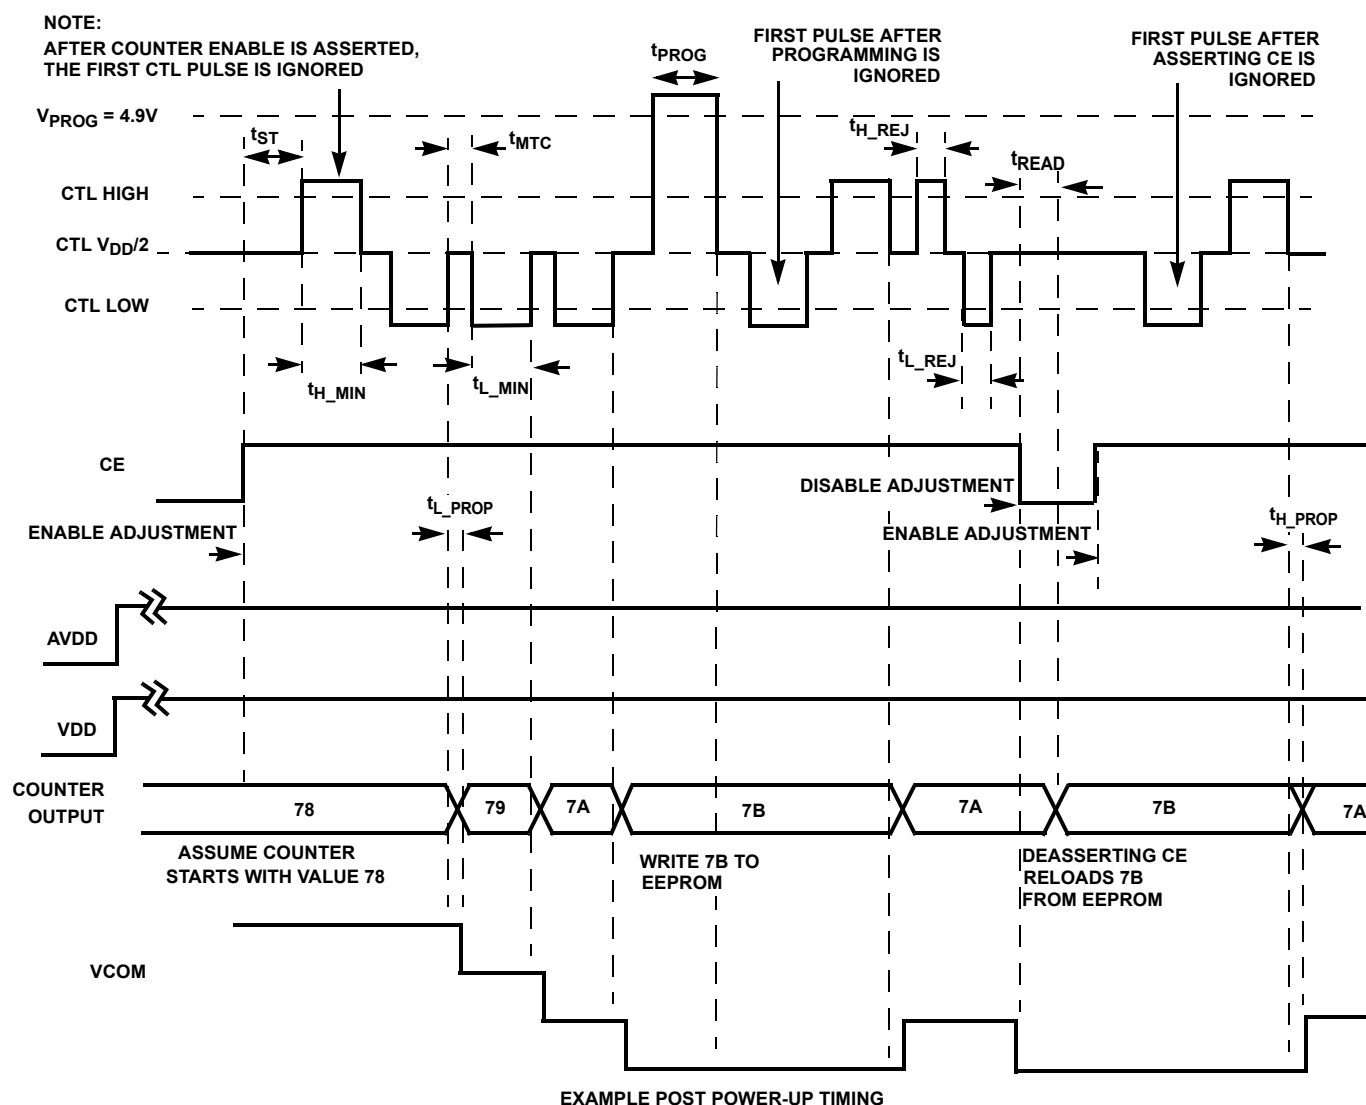 NOTE:
AFTER COUNTER ENABLE IS ASSERTED,
THE FIRST CTL PULSE IS IGNORED
tPROG
FIRST PULSE AFTER
PROGRAMMING IS
IGNORED
FIRST PULSE AFTER
ASSERTING CE IS
IGNORED
VPROG = 4.9V
tST
tMTC
tH_REJ
tREAD
CTL HIGH
CTL VDD/2
CTL LOW
tH_MIN
tL_MIN
tL_REJ
CE
DISABLE ADJUSTMENT
tL_PROP
tH_PROP
ENABLE ADJUSTMENT
ENABLE ADJUSTMENT
AVDD
VDD
COUNTER
OUTPUT
78
79
7A
7B
7A
7B
7A
ASSUME COUNTER
STARTS WITH VALUE 78
WRITE 7B TO
EEPROM
DEASSERTING CE
RELOADS 7B
FROM EEPROM
VCOM
EXAMPLE POST POWER-UP TIMING